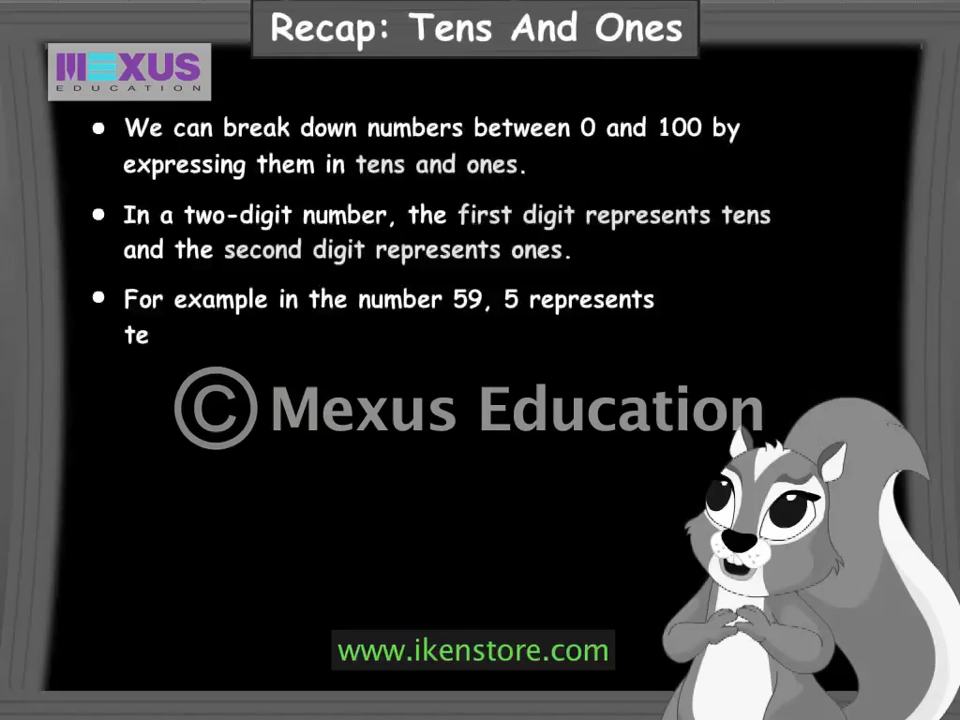 Recap: Tens And Ones
MEXUS
EDUCATION
• We can break down numbers between 0 and 100 by
expressing them in tens and ones.
• In a two-digit number, the first digit represents tens
and the second digit represents ones.
• For example in the number 59, 5 represents
te
© Mexus Education
www.ikenstore.com